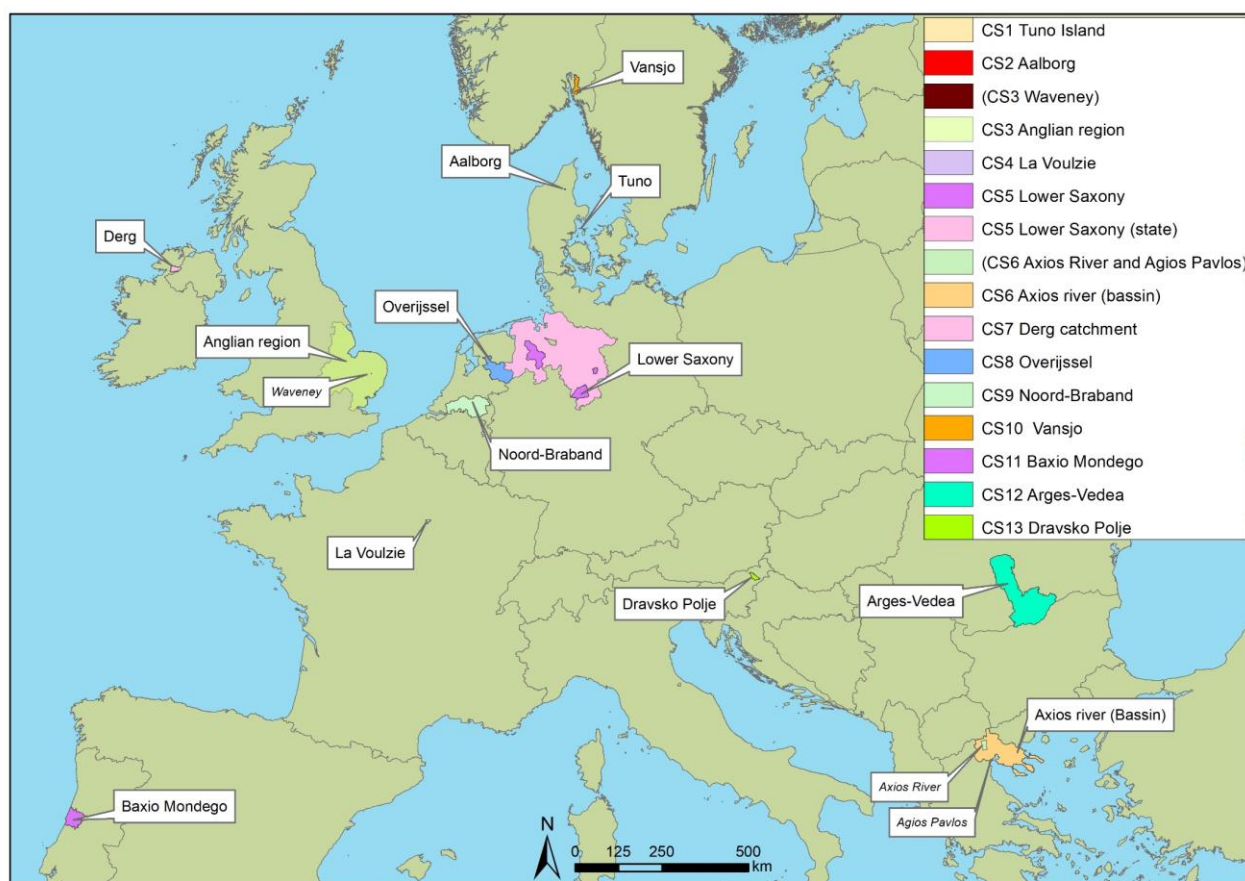 CS1 Tuno Island
CS2 Aalborg
(CS3 Waveney)
CS3 Anglian region
CS4 La Voulzie
CS5 Lower Saxony
CS5 Lower Saxony (state)
(CS6 Axios River and Agios Pavlos)
CS6 Axios river (bassin)
CS7 Derg catchment
CS8 Overijssel
CS9 Noord-Braband
CS10 Vansjo
CS11 Baxio Mondego
CS12 Arges-Vedea
CS13 Dravsko Polje
Vansjo
Aalborg
Tuno
Derg
Overijssel
Anglian region
Waveney
Lower Saxony
Noord-Braband
La Voulzie
Dravsko Polje
Arges-Vedea
Axios river (Bassin)
Axios River
Agios Pavlos
Baxio Mondego
N
0 125 250 500
km